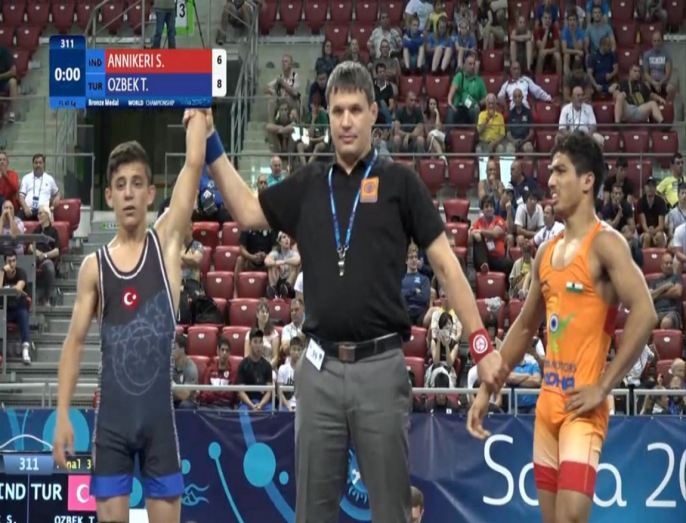 311
IND ANNIKERI S. 6
0:00
TUR OZBEK T. 8
Bronze Medal WORLD CHAMPIONSHIP
311
IND TUR
S. OZBEK T
Sofia 20